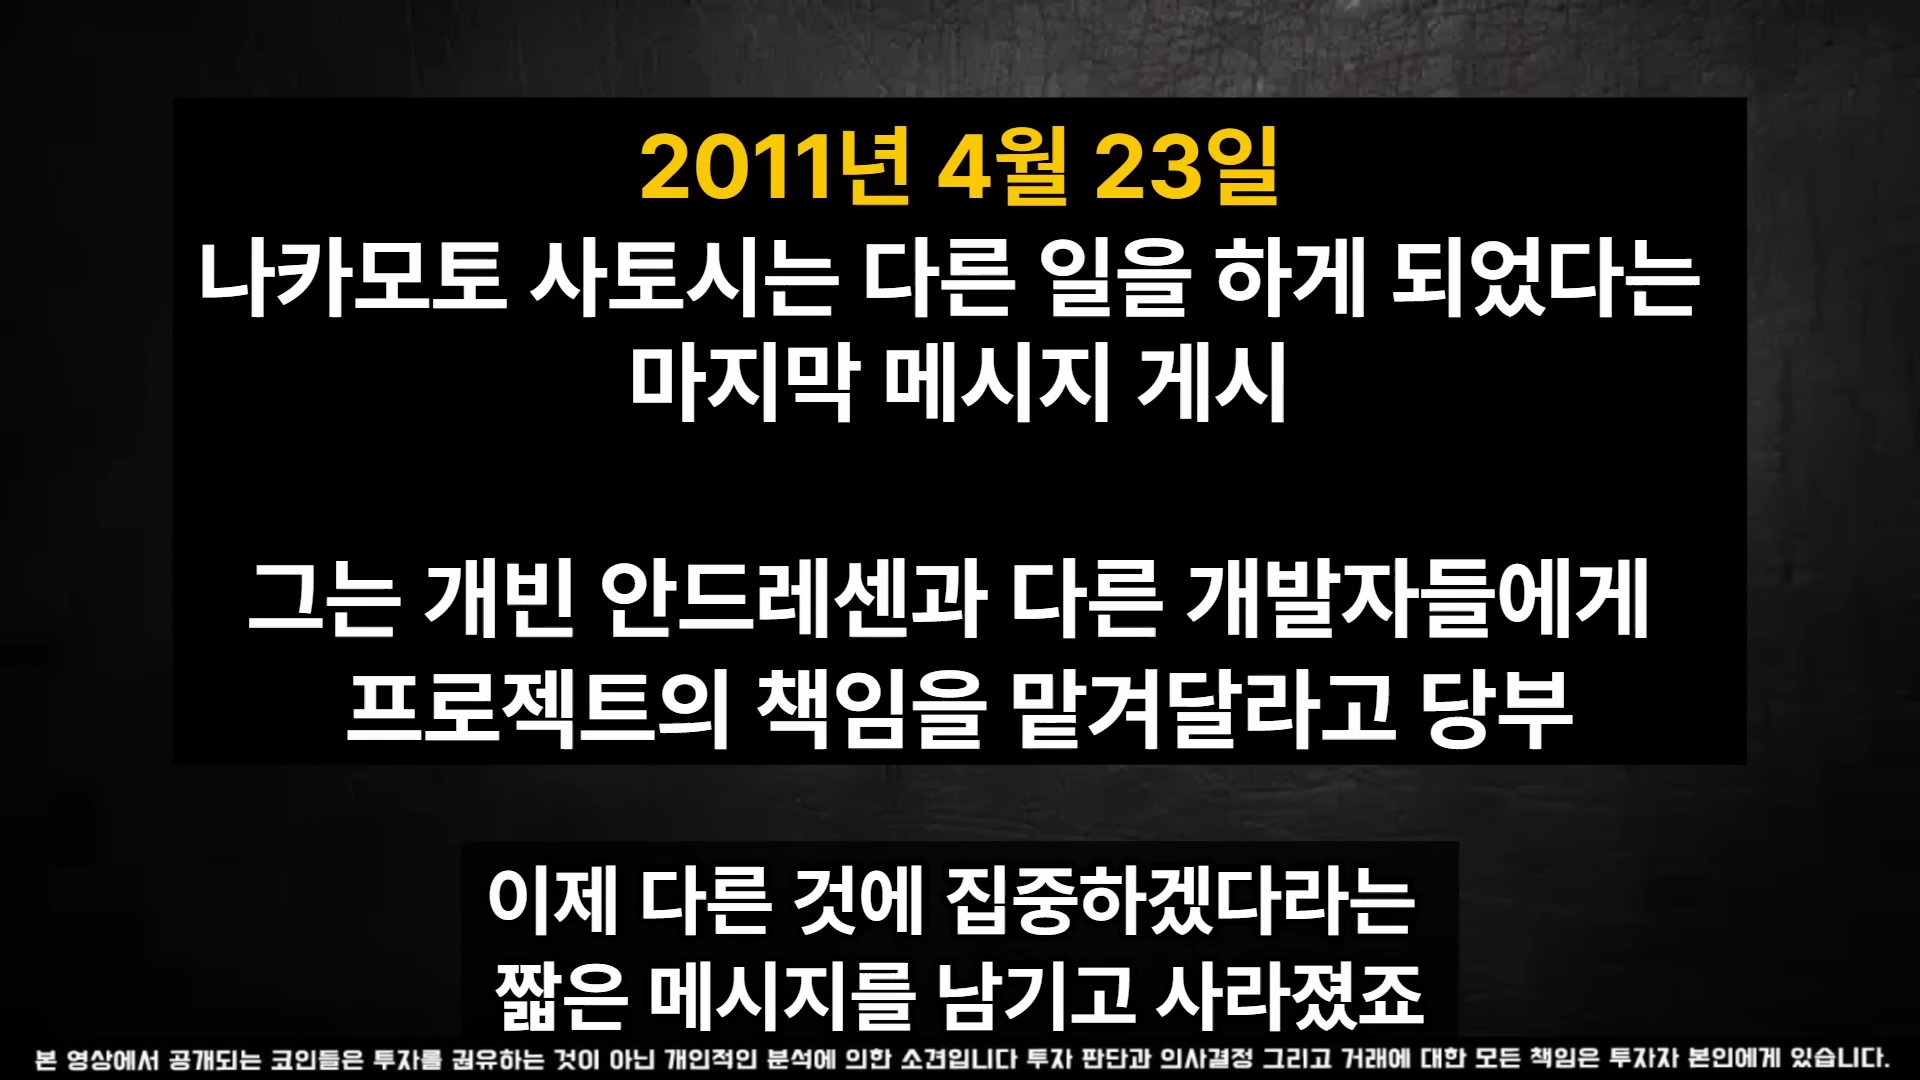 2011년 4월 23일
나카모토 사토시는 다른 일을 하게 되었다는
마지막 메시지 게시
그는 개빈 안드레센과 다른 개발자들에게
프로젝트의 책임을 맡겨달라고 당부
이제 다른 것에 집중하겠다라는
짧은 메시지를 남기고 사라졌죠
본 영상에서 공개되는 코인들은 투자를 권유하는 것이 아닌 개인적인 분석에 의한 소견입니다 투자 판단과 의사결정 그리고 거래에 대한 모든 책임은 투자자 본인에게 있습니다.